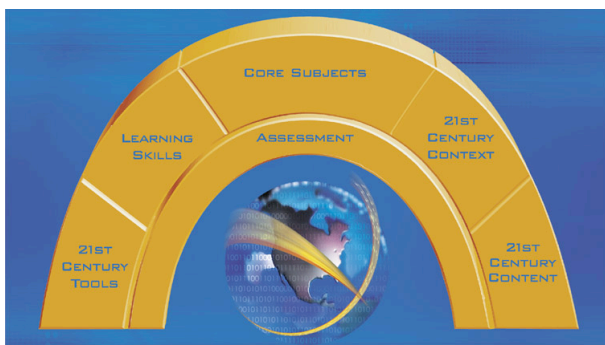 CORE SUBJECTS
LEARNING
SKILLS
ASSESSMENT
21ST
CENTURY
CONTEXT
21ST
CENTURY
TOOLS
21ST
CENTURY
CONTENT